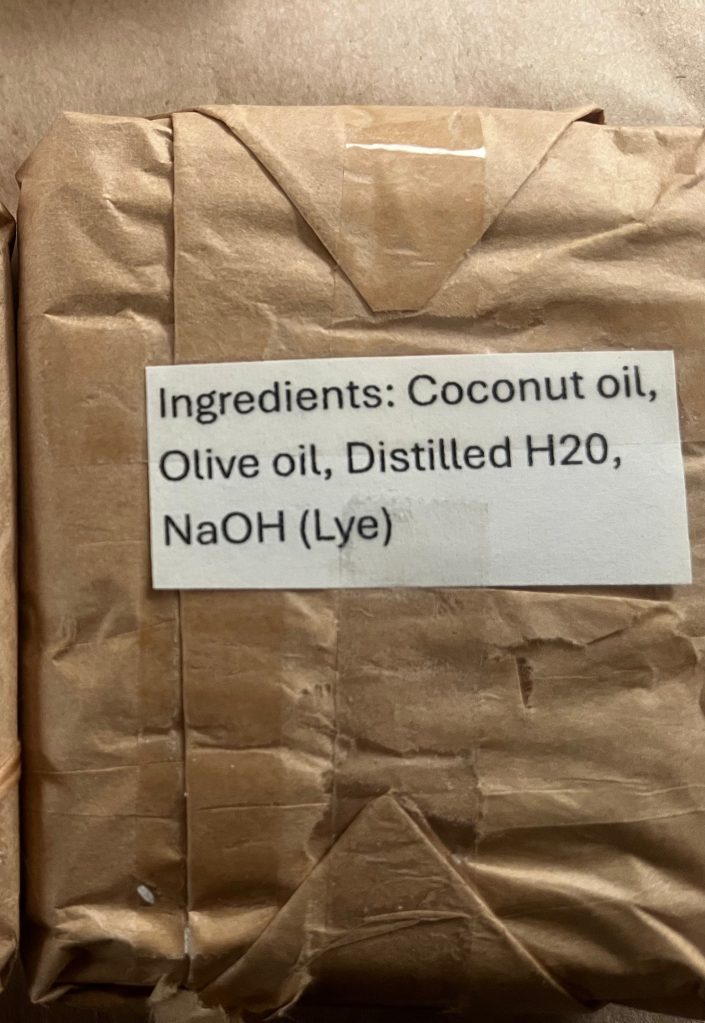 Ingredients: Coconut oil,
Olive oil, Distilled H20,
NaOH (Lye)